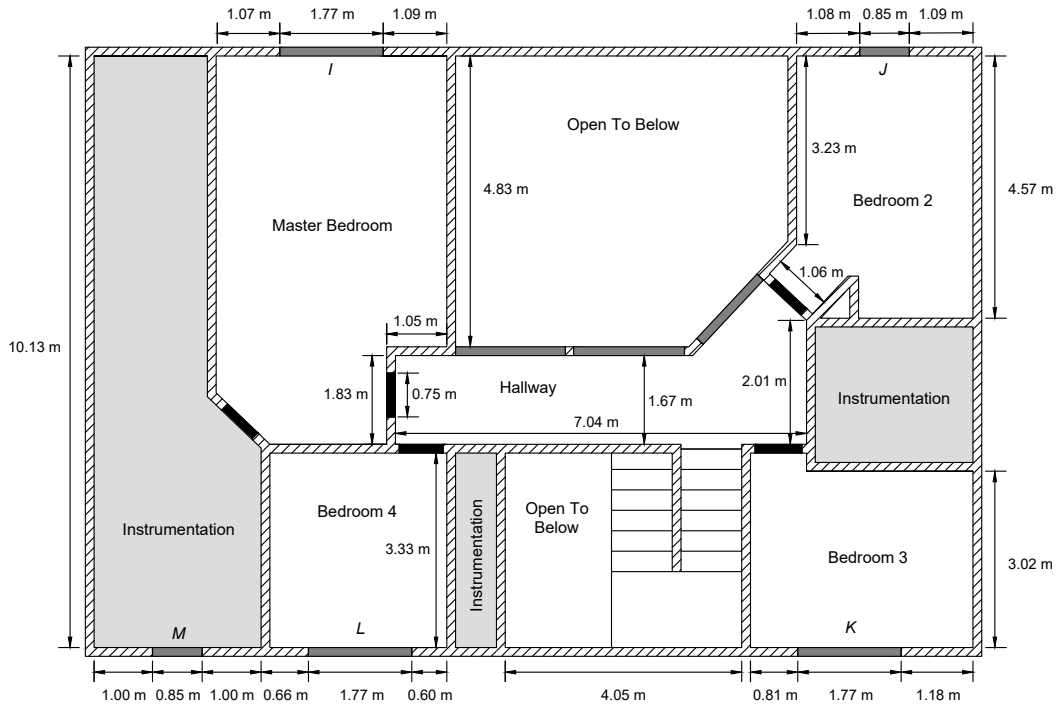 1.07 m
1.77 m
1.09 m
1.08 m
0.85 m
1.09 m
I
J
Open To Below
3.23 m
4.83 m
4.57 m
Bedroom 2
Master Bedroom
1.06 m
1.05 m
10.13 m
1.83 m
0.75 m
Hallway
1.67 m
2.01 m
7.04 m
Instrumentation
Bedroom 4
3.33 m
Instrumentation
Open To
Below
Instrumentation
Bedroom 3
3.02 m
M
L
K
1.00 m
0.85 m
1.00 m
0.66 m
1.77 m
0.60 m
4.05 m
0.81 m
1.77 m
1.18 m